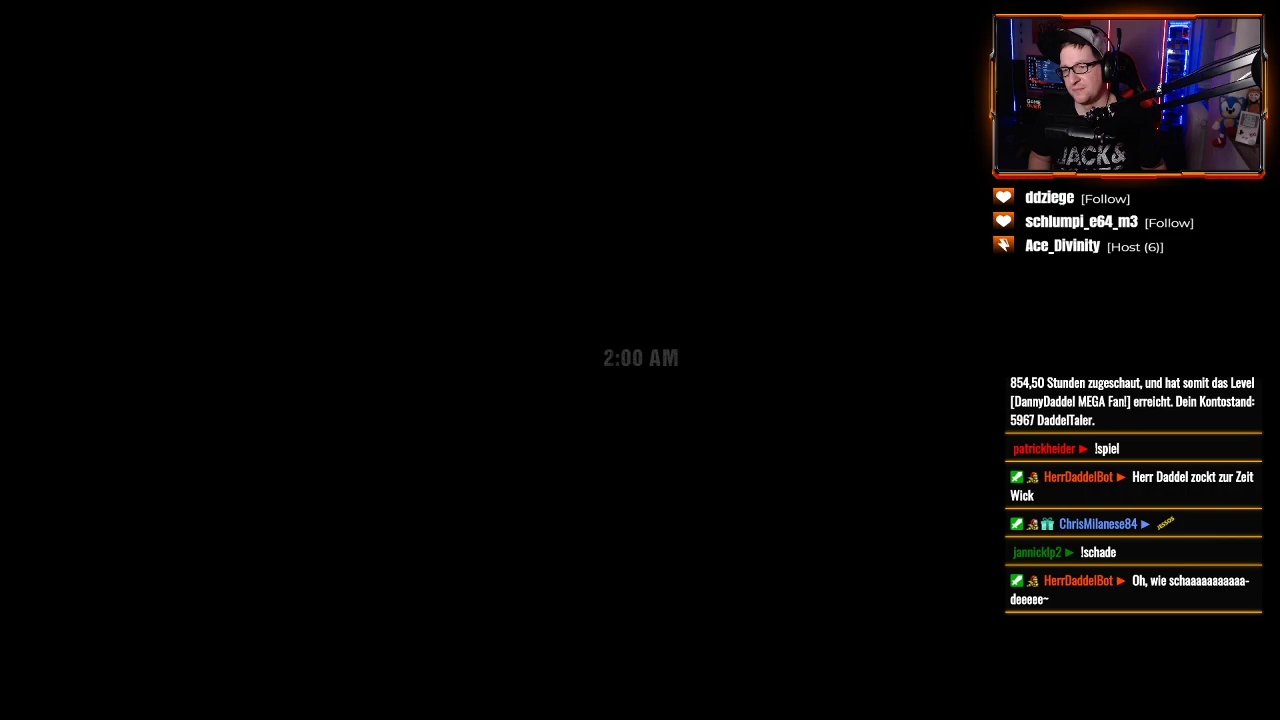 JACK&
ddziege [Follow]
schlumpi_e64_m3 [Follow]
Ace_Divinity [Host (6)]
2:00 AM
854,50 Stunden zugeschaut, und hat somit das Level
[DannyDaddel MEGA Fan!] erreicht. Dein Kontostand:
5967 DaddelTaler.
patrickheider ► !spiel
HerrDaddelBot ► Herr Daddel zockt zur Zeit
Wick
ChrisMilanese84 ►
jannicklp2 ► !schade
HerrDaddelBot ► Oh, wie schaaaaaaaaaaa-
deeeee~